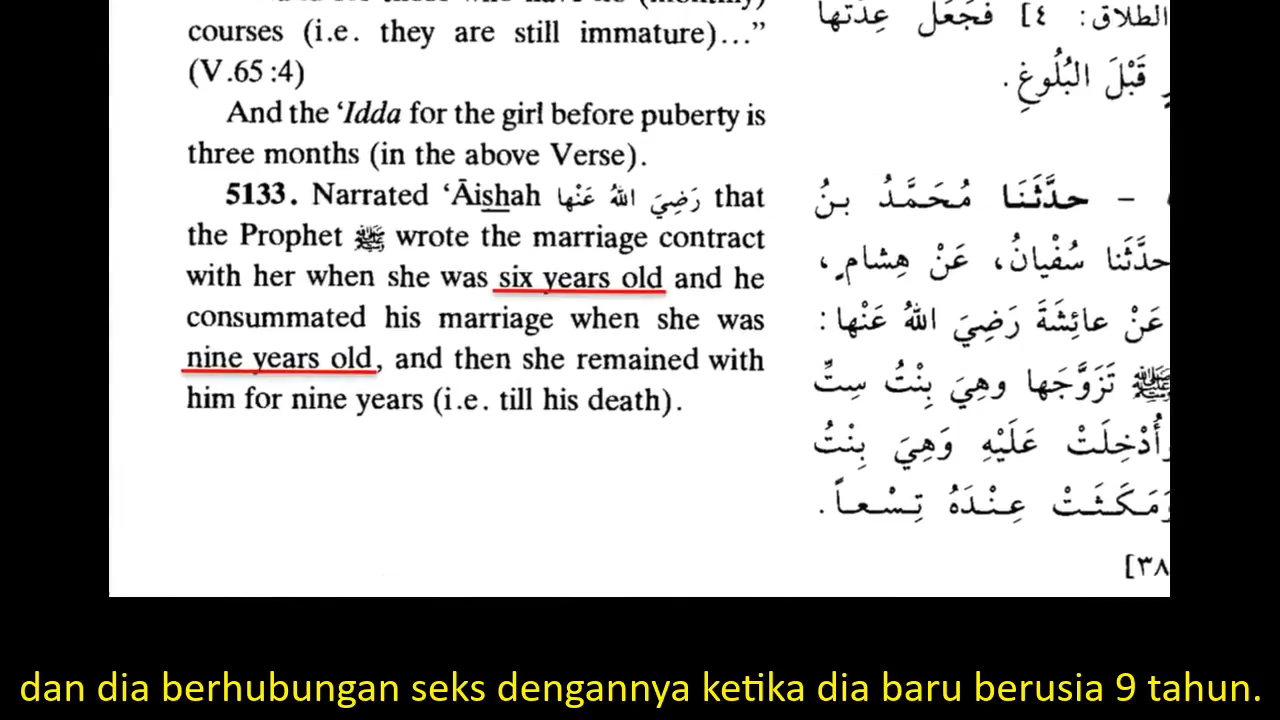 courses (i.e. they are still immature)…”
(V.65 :4)
And the ‘Idda for the girl before puberty is
three months (in the above Verse).
5133. Narrated ‘Āishah رَضِيَ اللهُ عَنْها that
the Prophet ﷺ wrote the marriage contract
with her when she was six years old and he
consummated his marriage when she was
nine years old, and then she remained with
him for nine years (i.e. till his death).
الطلاق: ٤] فَجَعَلَ عِدَّتَها
قَبْلَ البُلُوغِ.
– حدَّثَنَا مُحَمَّدُ بنُ
حدَّثَنا سُفْيانُ، عَنْ هِشامٍ،
عَنْ عائِشَةَ رَضِيَ اللهُ عَنْها:
ﷺ تَزَوَّجَها وهِيَ بِنْتُ سِتِّ
وأُدْخِلَتْ عَلَيْهِ وَهِيَ بِنْتُ
وَمَكَثَتْ عِنْدَهُ تِسْعاً.
dan dia berhubungan seks dengannya ketika dia baru berusia 9 tahun.